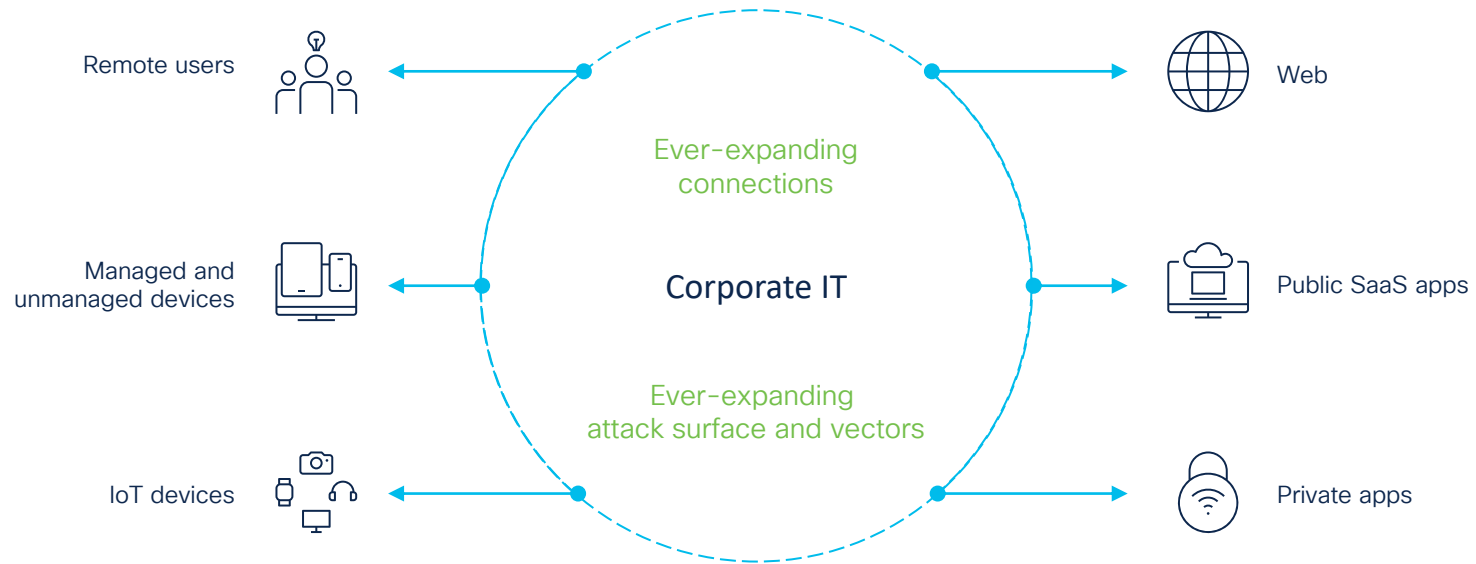 Remote users
Web
Ever-expanding
connections
Managed and
unmanaged devices
Corporate IT
Public SaaS apps
Ever-expanding
attack surface and vectors
IoT devices
Private apps